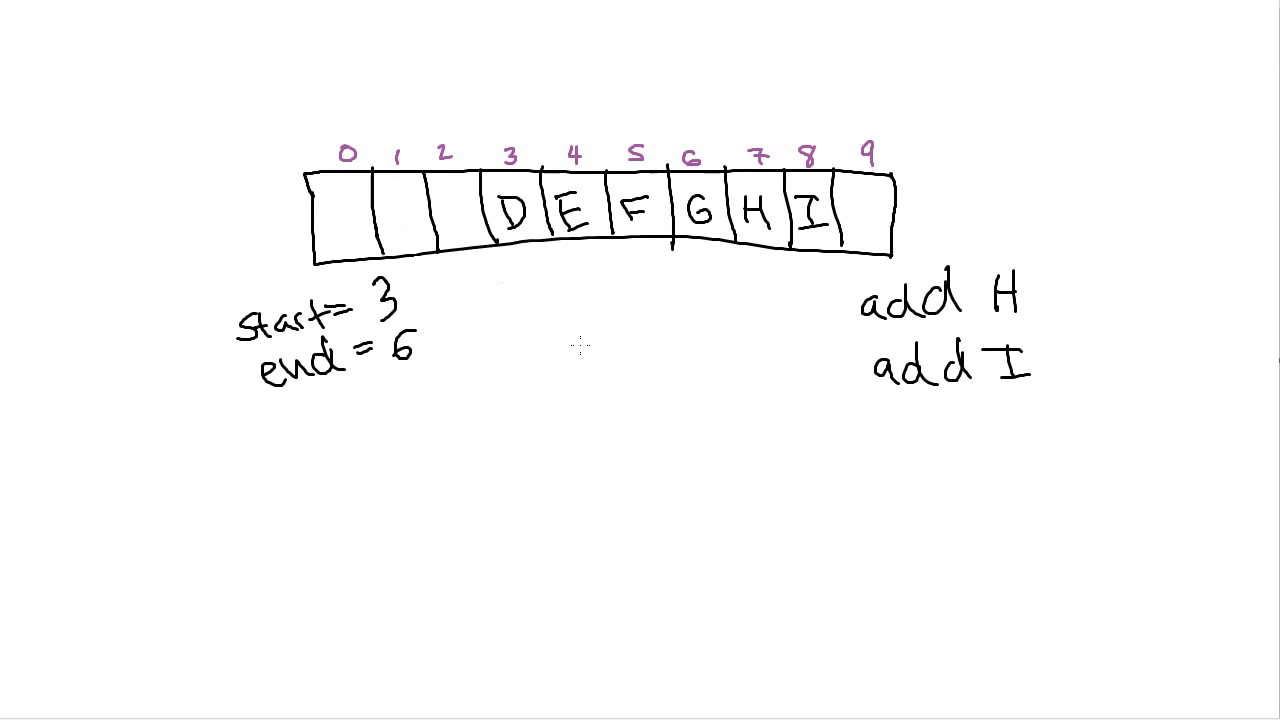 0 1 2 3 4 5 6 7 8 9
D E F G H I
start= 3
end = 6
add H
add I